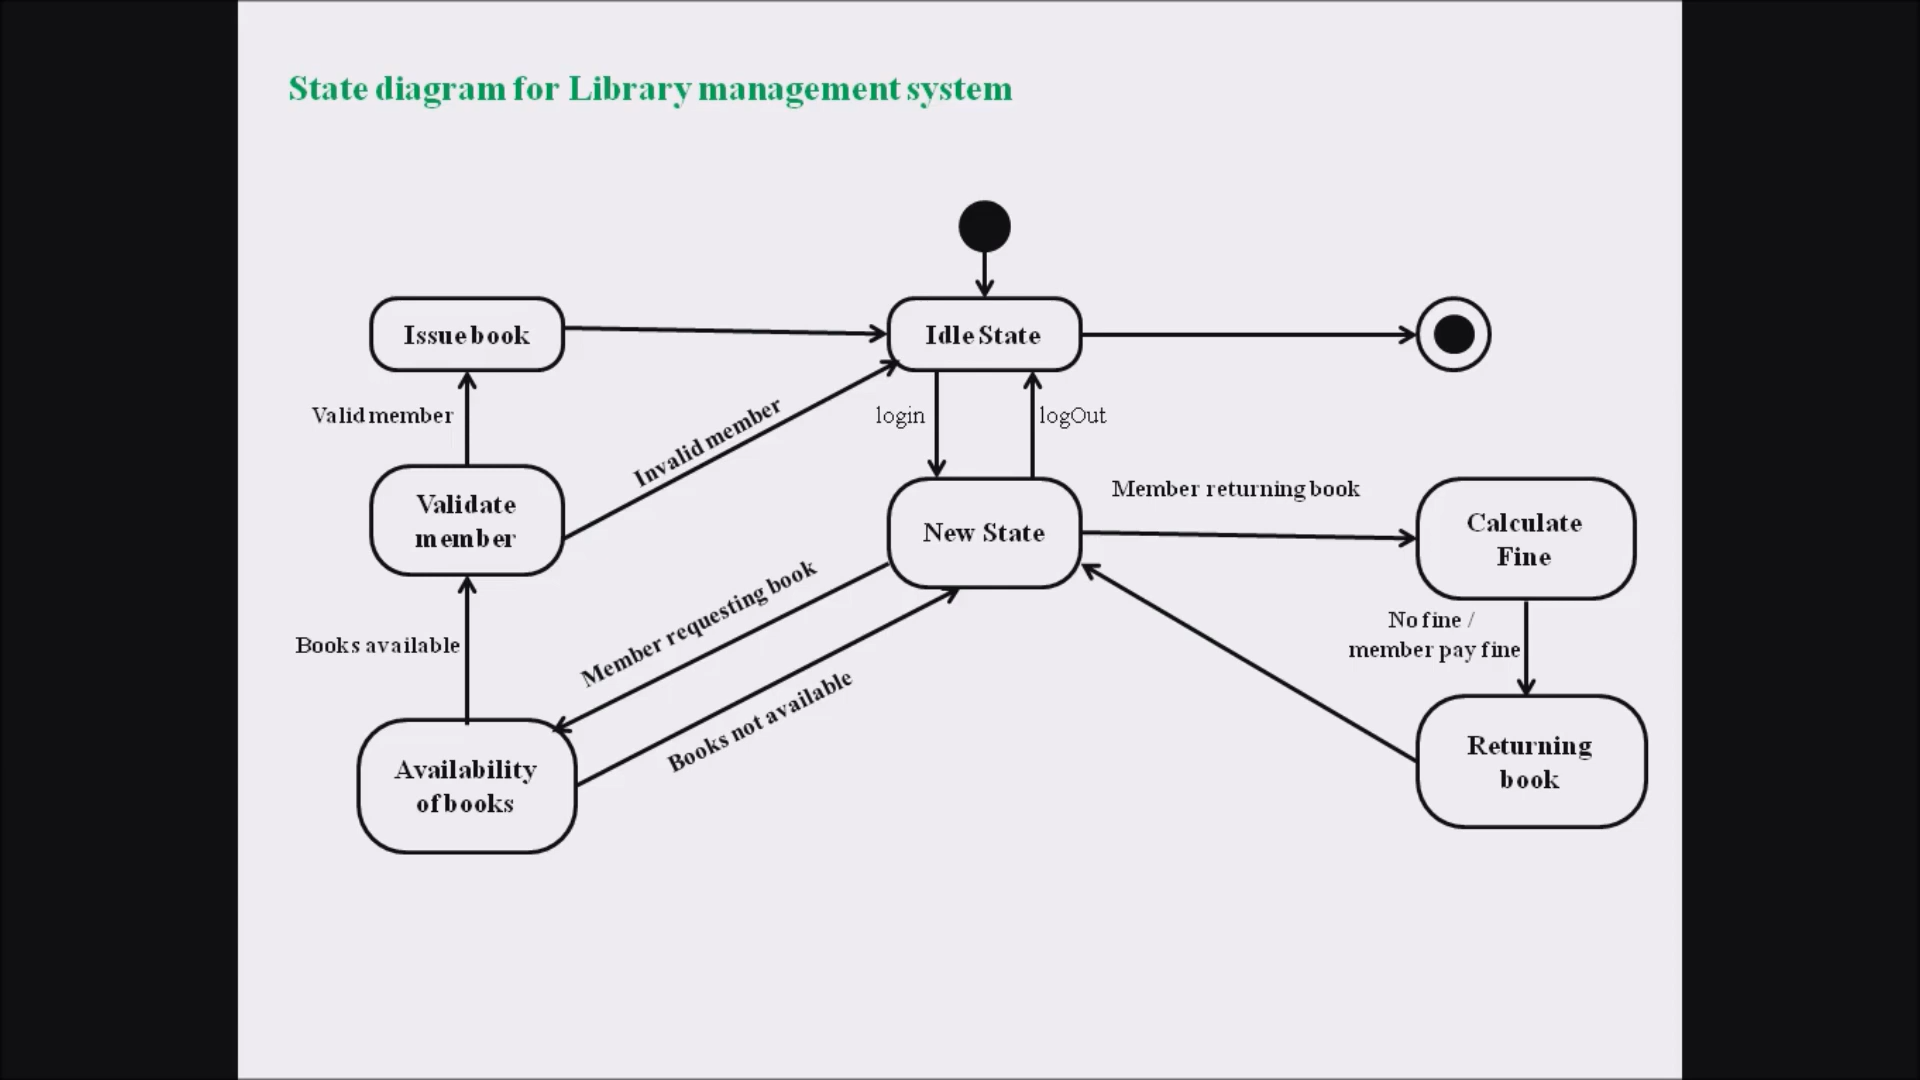 State diagram for Library management system
Issue book
Idle State
Valid member
Invalid member
login
logOut
Validate
member
New State
Member returning book
Calculate
Fine
Member requesting book
Books available
Books not available
No fine /
member pay fine
Availability
of books
Returning
book